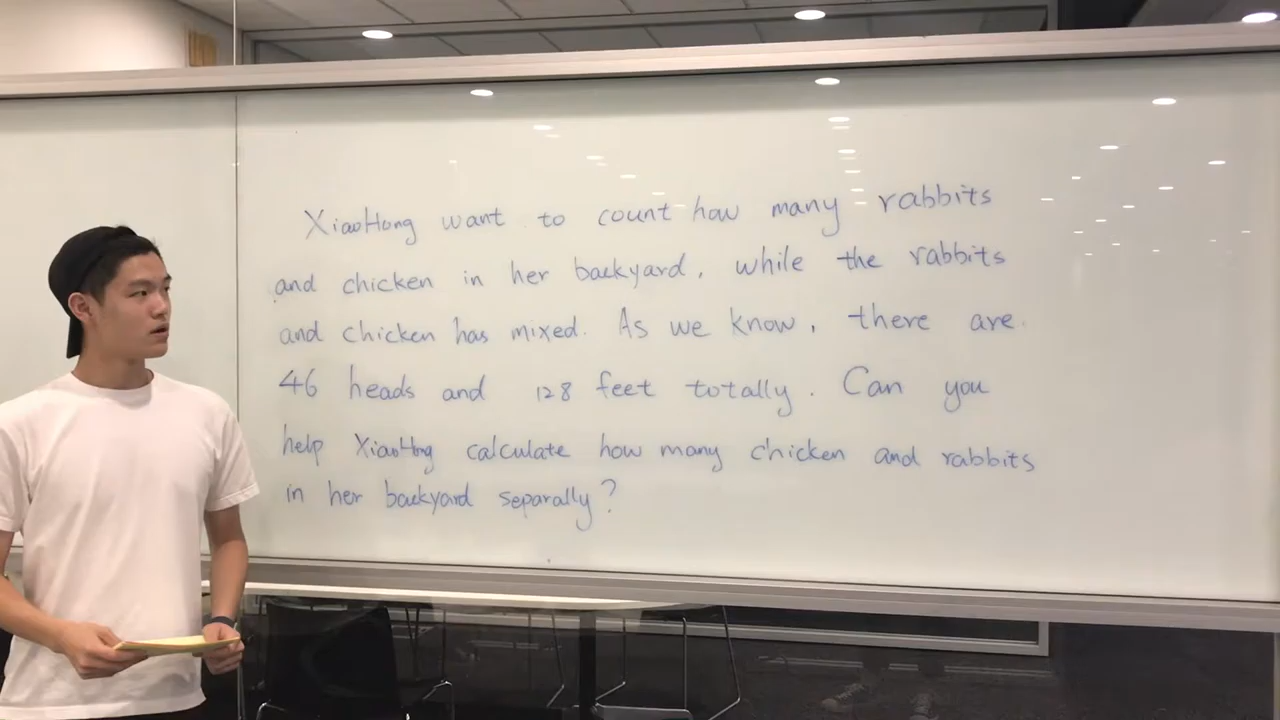 XiaoHong want to count how many rabbits
and chicken in her backyard, while the rabbits
and chicken has mixed. As we know, there are
46 heads and 128 feet totally. Can you
help XiaoHong calculate how many chicken and rabbits
in her backyard separally?